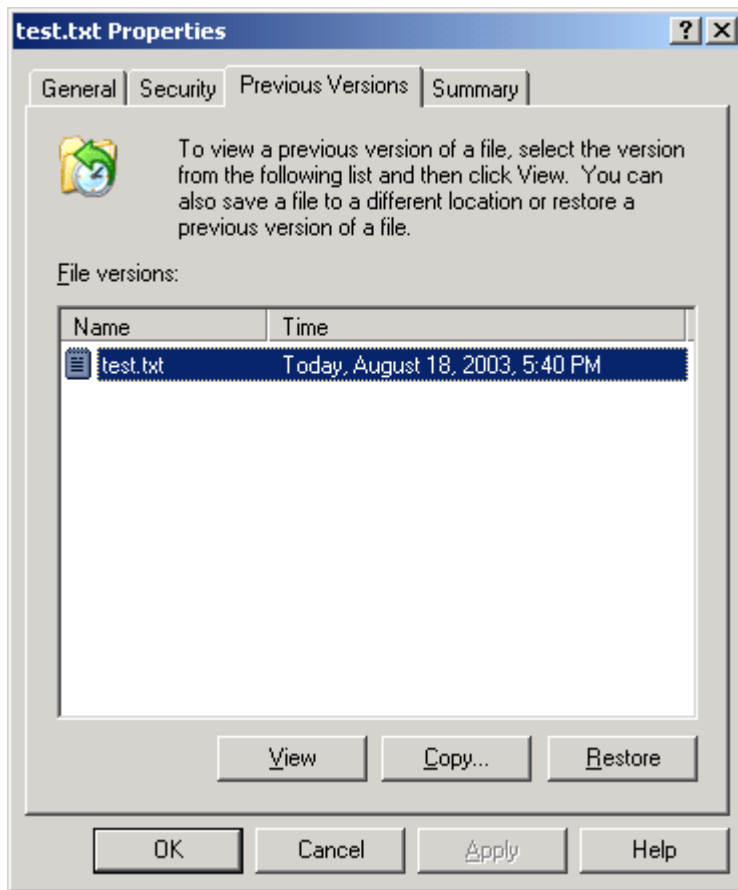 test.txt Properties
General Security Previous Versions Summary
To view a previous version of a file, select the version
from the following list and then click View. You can
also save a file to a different location or restore a
previous version of a file.
File versions:
Name Time
test.txt Today, August 18, 2003, 5:40 PM
View Copy... Restore
OK Cancel Apply Help